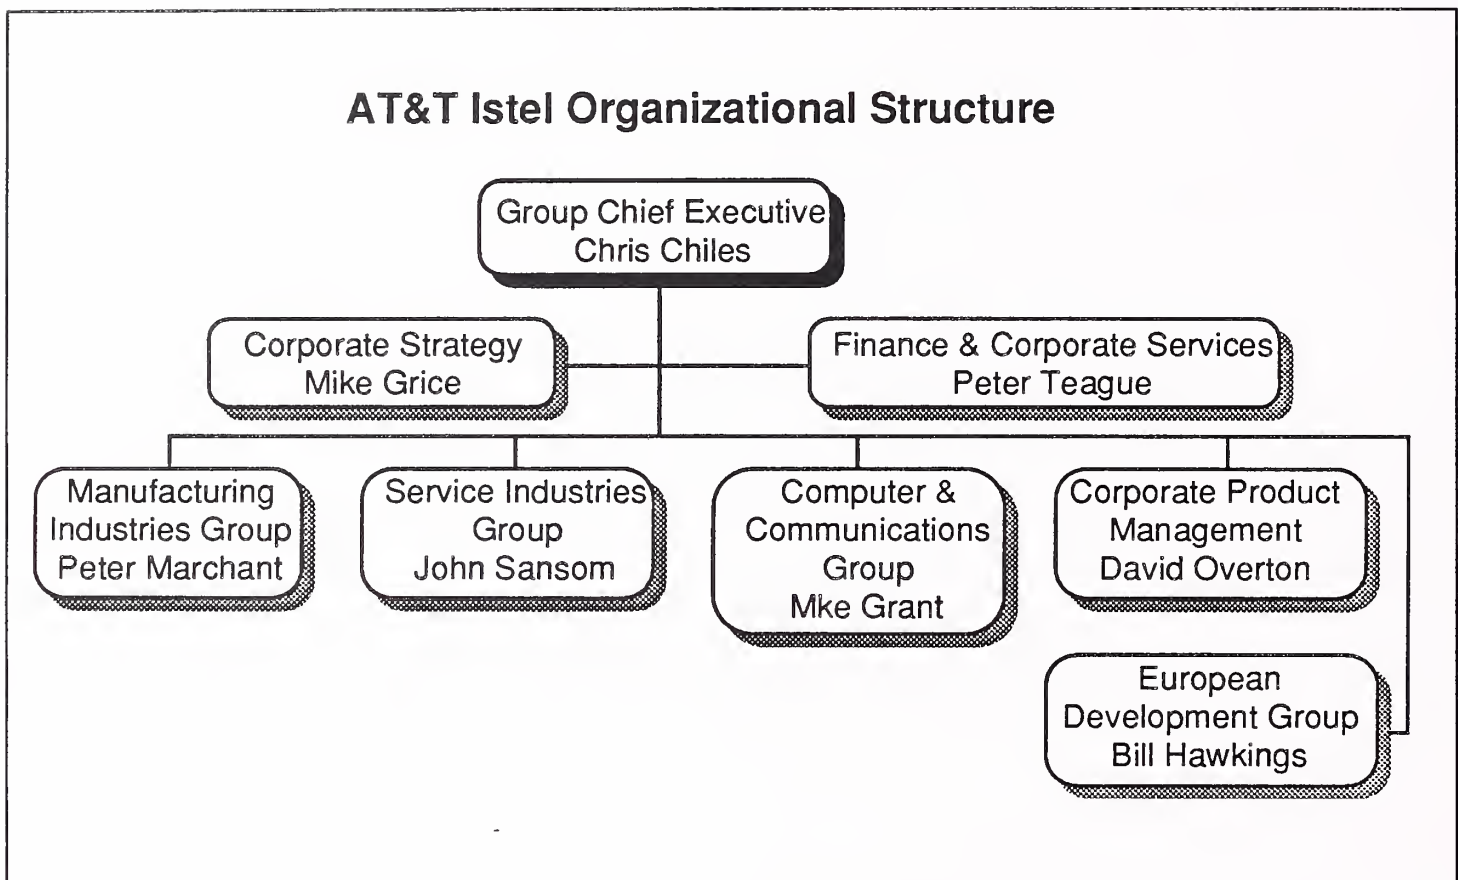 AT&T Istel Organizational Structure
Group Chief Executive
Chris Chiles
Corporate Strategy
Mike Grice
Finance & Corporate Services
Peter Teague
Manufacturing
Industries Group
Peter Marchant
Service Industries
Group
John Sansom
Computer &
Communications
Group
Mke Grant
Corporate Product
Management
David Overton
European
Development Group
Bill Hawkings